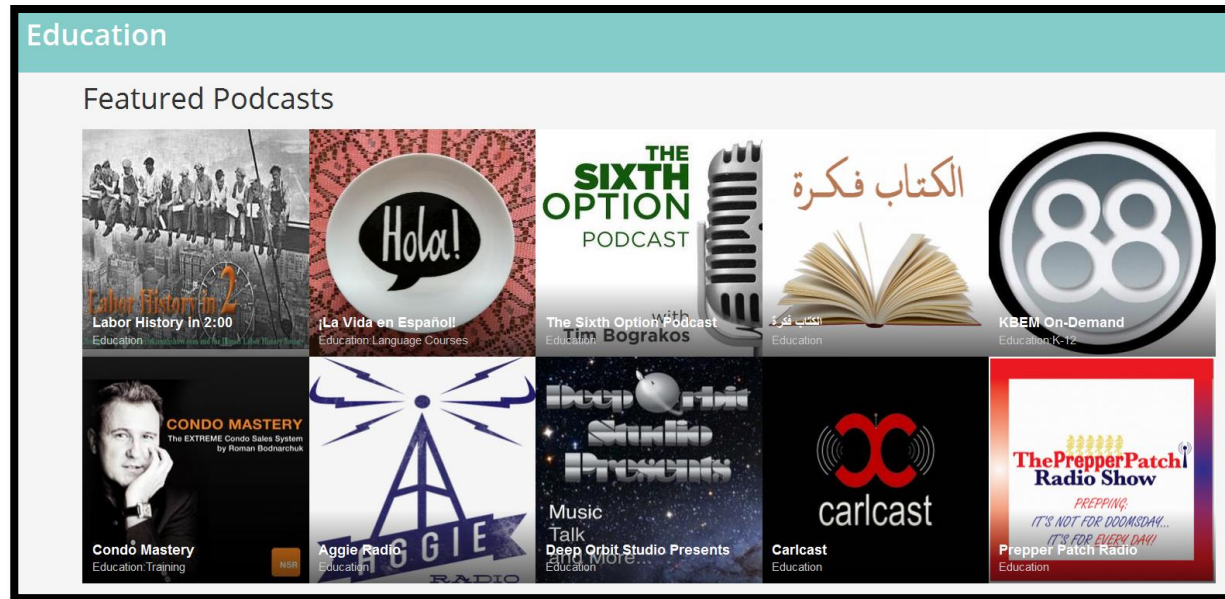 Education
Featured Podcasts
Labor History in 2
Labor History in 2:00
Education
Hola!
¡La Vida en Español!
Education:Language Courses
THE
SIXTH
OPTION
PODCAST
with
Tim Bograkos
The Sixth Option Podcast
Education
الكتاب فكرة
الكتاب فكرة
Education
88
KBEM On-Demand
Education:K-12
CONDO MASTERY
The EXTREME Condo Sales System
by Roman Bodnarchuk
N5R
Condo Mastery
Education:Training
AGGIE
RADIO
Aggie Radio
Education
Deep Orbit
Studio
Presents
Music
Talk
and More...
Deep Orbit Studio Presents
Education
carlcast
Carlcast
Education
ThePrepperPatch
Radio Show
PREPPING:
IT'S NOT FOR DOOMSDAY...
IT'S FOR EVERY DAY!
Prepper Patch Radio
Education